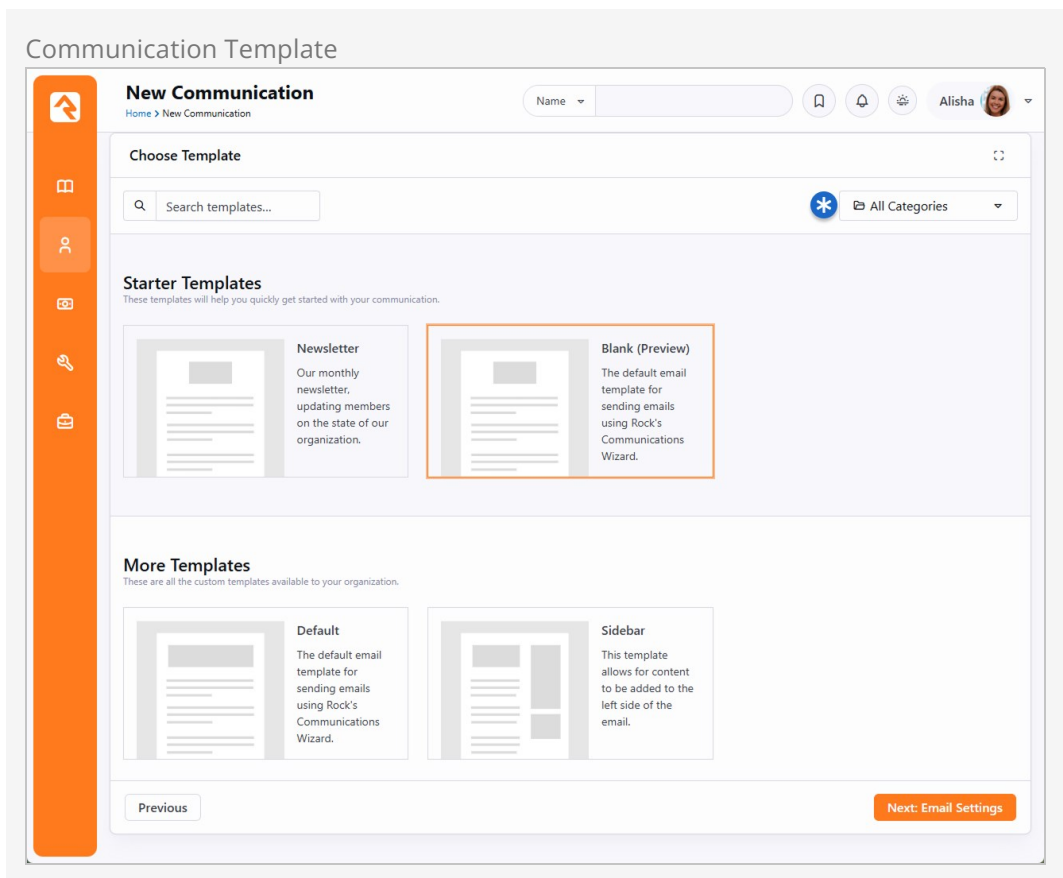 Communication Template
New Communication
Home > New Communication
Name
Alisha
Choose Template
Search templates...
All Categories
Starter Templates
These templates will help you quickly get started with your communication.
Newsletter
Our monthly
newsletter,
updating members
on the state of our
organization.
Blank (Preview)
The default email
template for
sending emails
using Rock's
Communications
Wizard.
More Templates
These are all the custom templates available to your organization.
Default
The default email
template for
sending emails
using Rock's
Communications
Wizard.
Sidebar
This template
allows for content
to be added to the
left side of the
email.
Previous
Next: Email Settings